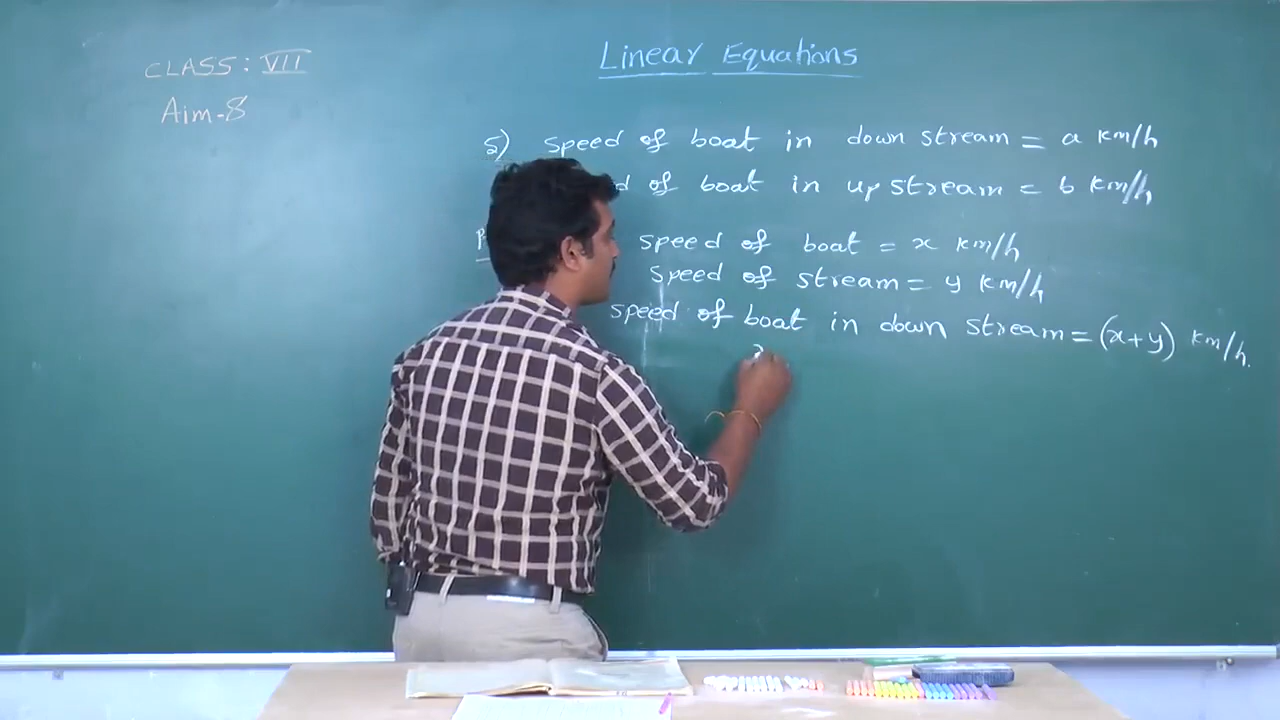 Linear Equations
CLASS: VII
Aim-8
5) Speed of boat in down stream = a km/h
of boat in up stream = b km/h
speed of boat = x km/h
Speed of stream = y km/h
speed of boat in down stream = (x+y) km/h.